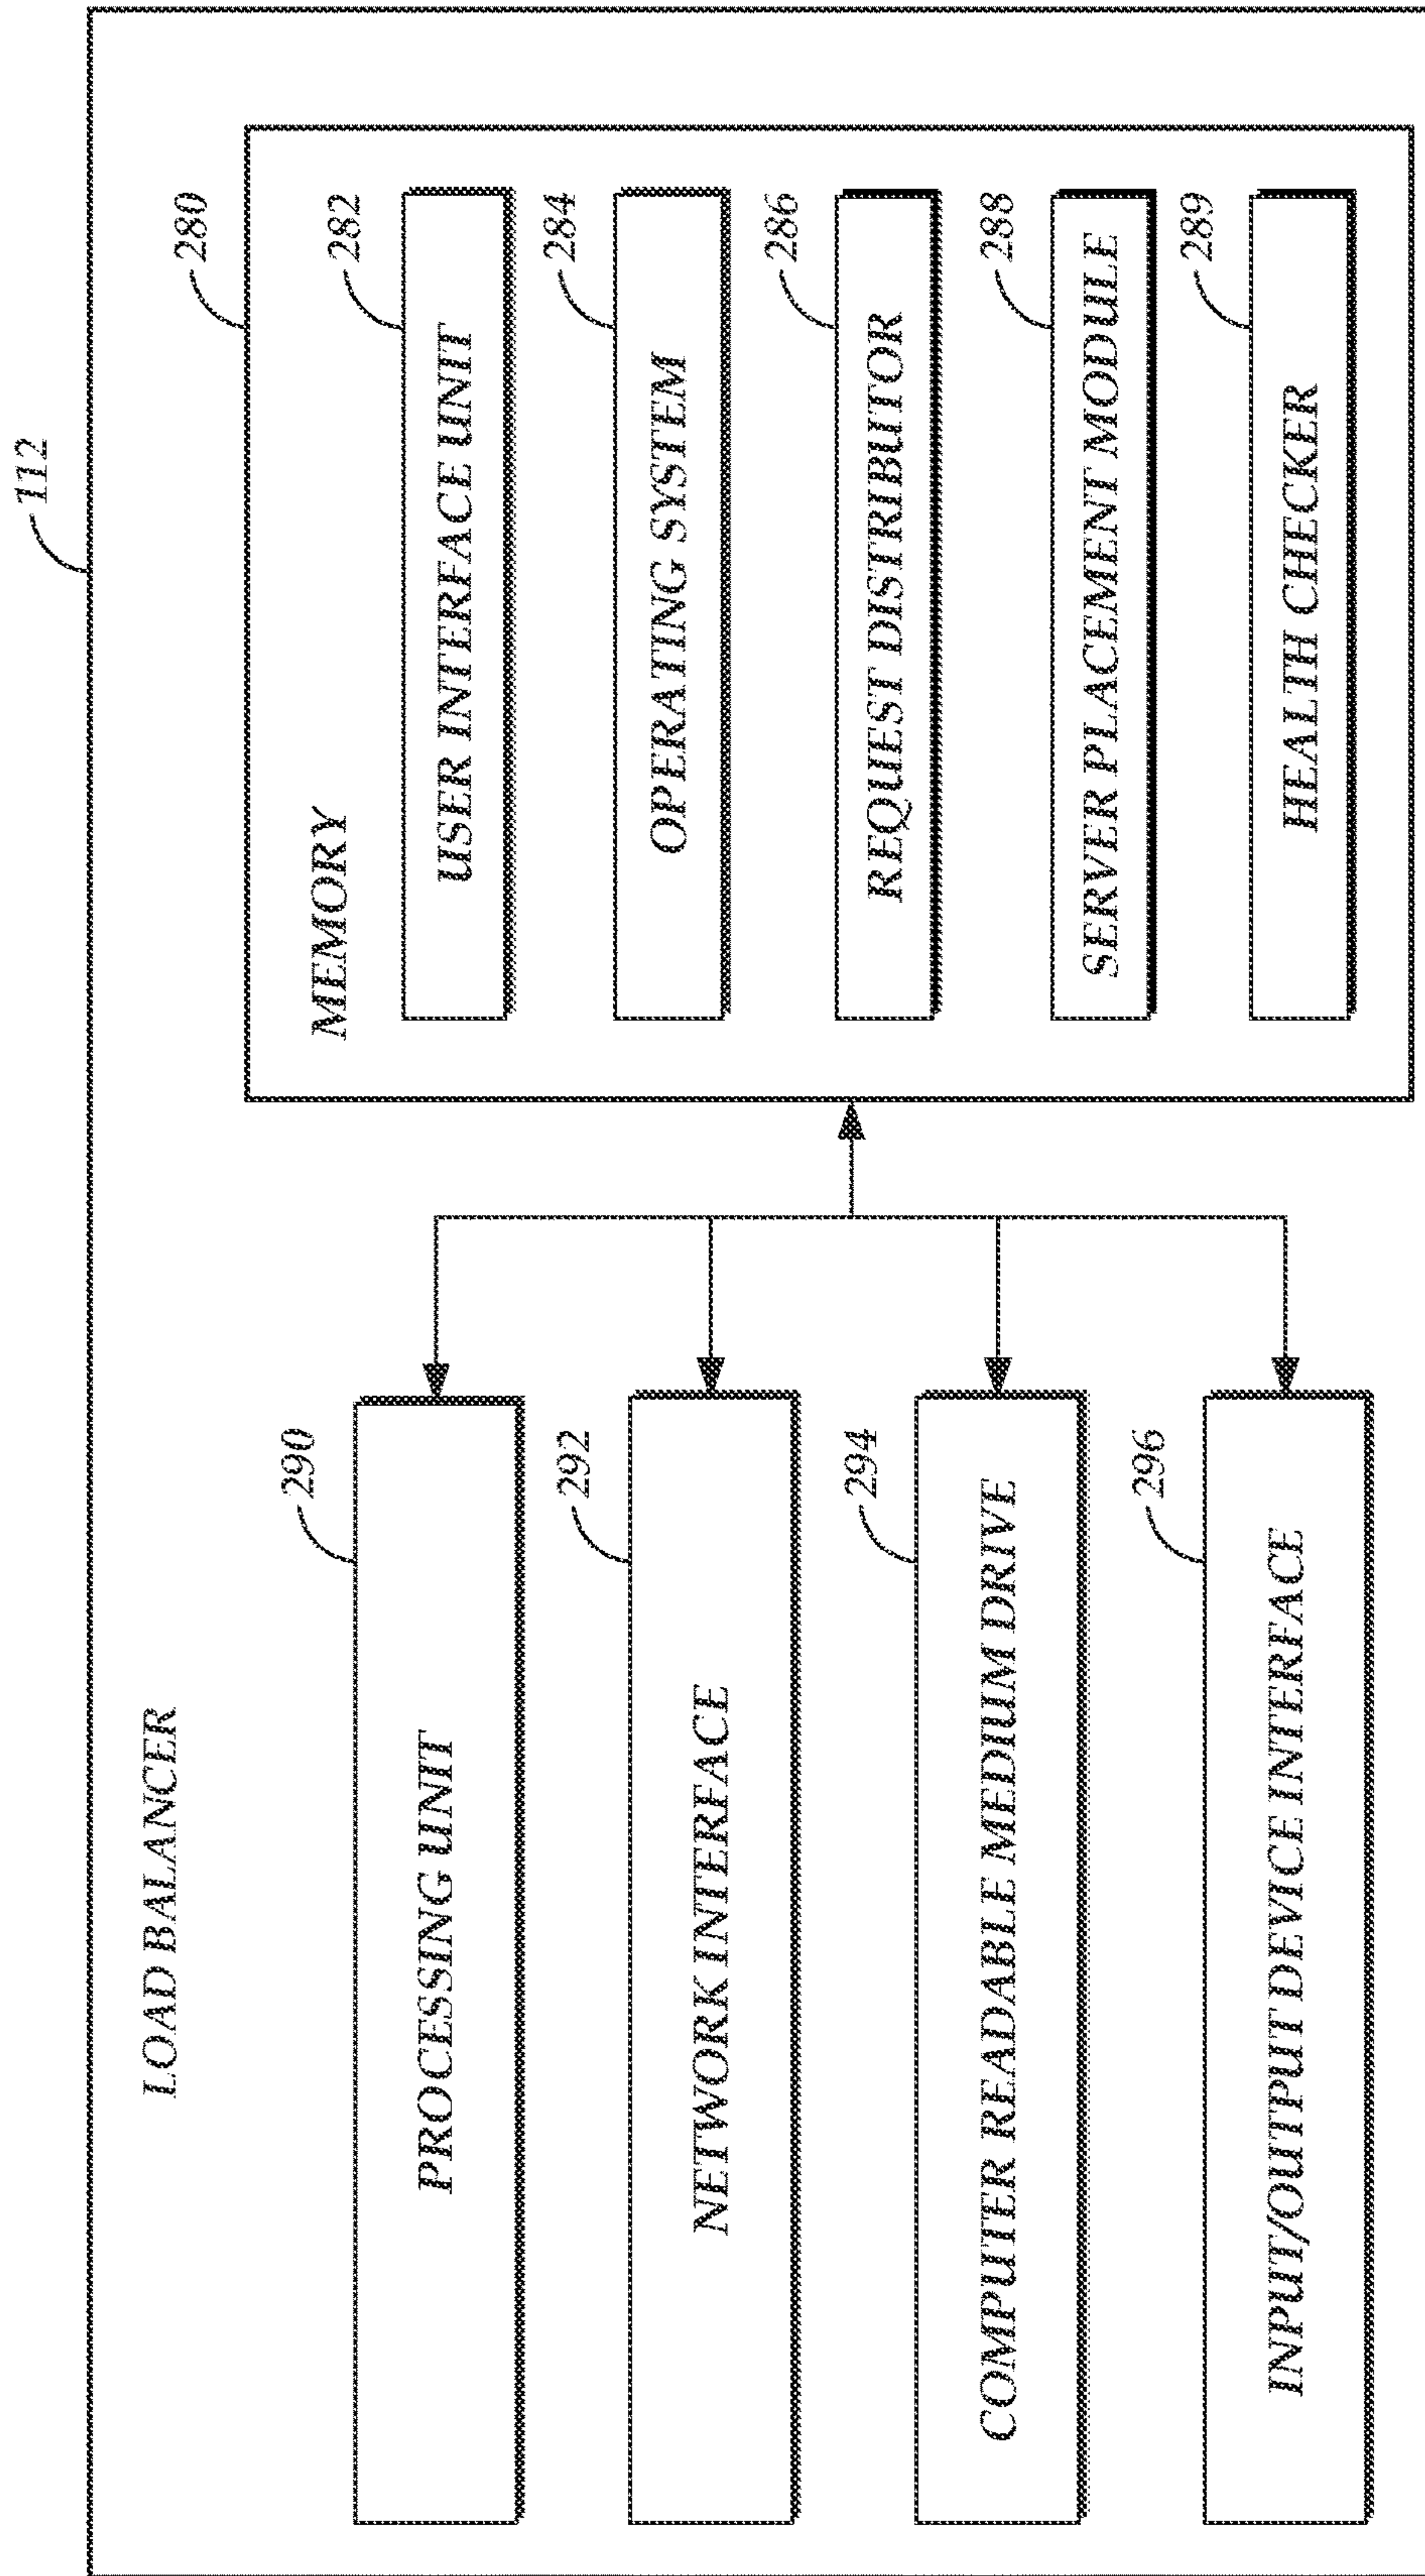 112
LOAD BALANCER
290
PROCESSING UNIT
292
NETWORK INTERFACE
294
COMPUTER READABLE MEDIUM DRIVE
296
INPUT/OUTPUT DEVICE INTERFACE
280
MEMORY
282
USER INTERFACE UNIT
284
OPERATING SYSTEM
286
REQUEST DISTRIBUTOR
288
SERVER PLACEMENT MODULE
289
HEALTH CHECKER